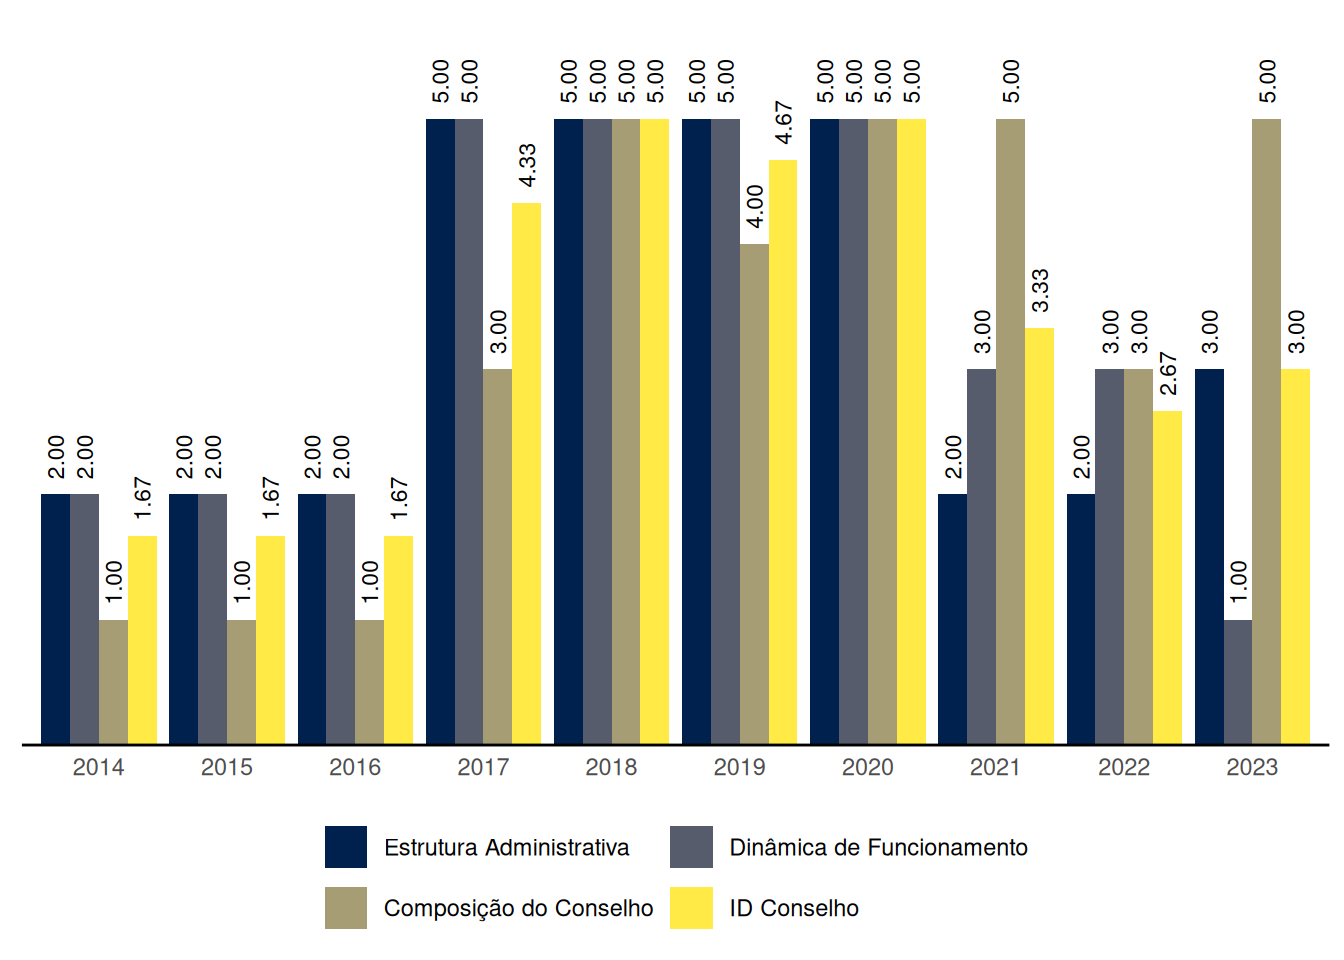 2.00 2.00 1.00 1.67
2.00 2.00 1.00 1.67
2.00 2.00 1.00 1.67
5.00 5.00 3.00 4.33
5.00 5.00 5.00 5.00
5.00 5.00 4.00 4.67
5.00 5.00 5.00 5.00
2.00 3.00 5.00 3.33
2.00 3.00 3.00 2.67
3.00 1.00 5.00 3.00
2014 2015 2016 2017 2018 2019 2020 2021 2022 2023
Estrutura Administrativa Dinâmica de Funcionamento
Composição do Conselho ID Conselho